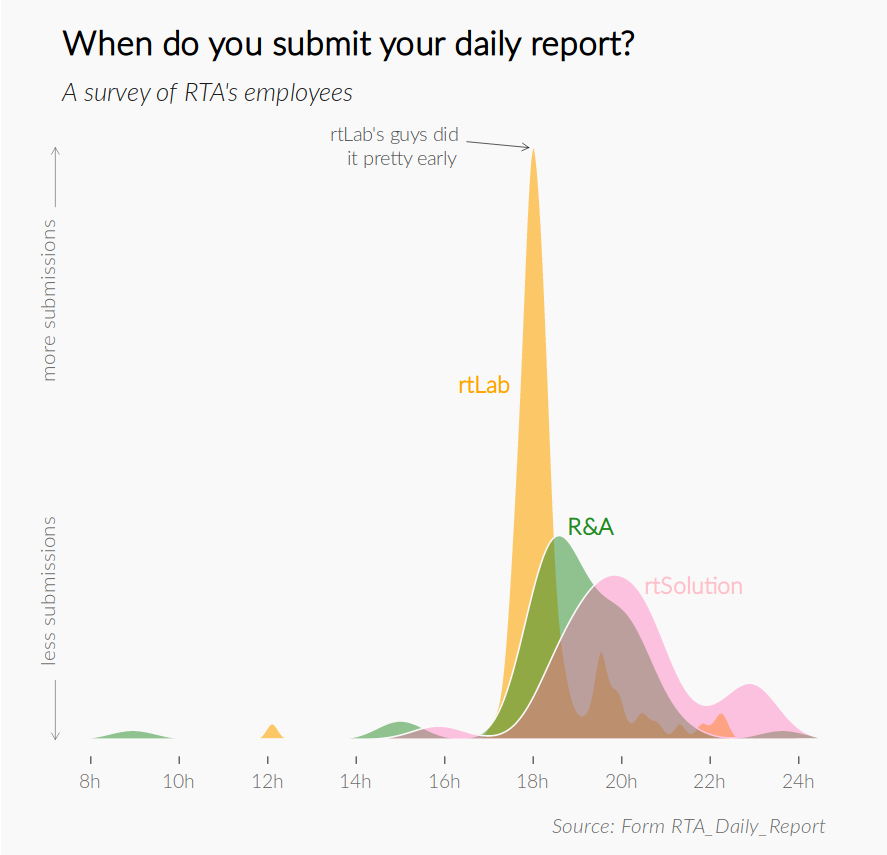 When do you submit your daily report?
A survey of RTA's employees
rtLab's guys did
it pretty early
more submissions
rtLab
less submissions
R&A
rtSolution
8h 10h 12h 14h 16h 18h 20h 22h 24h
Source: Form RTA_Daily_Report